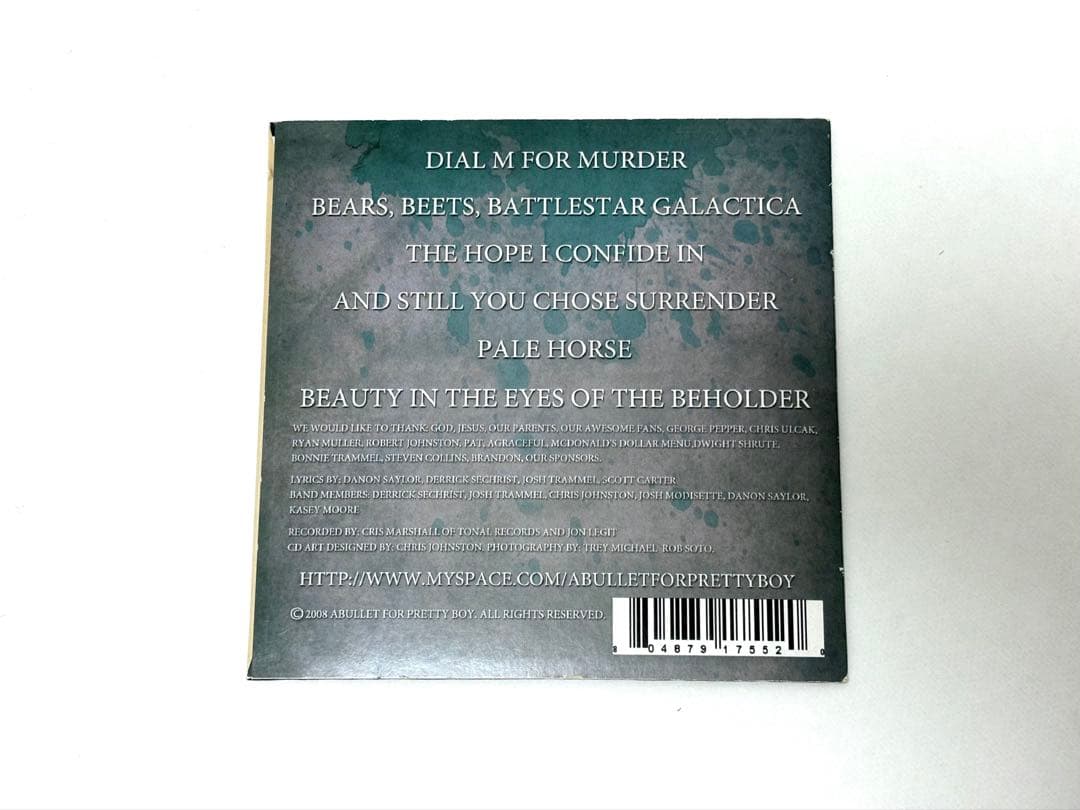 DIAL M FOR MURDER
BEARS, BEETS, BATTLESTAR GALACTICA
THE HOPE I CONFIDE IN
AND STILL YOU CHOSE SURRENDER
PALE HORSE
BEAUTY IN THE EYES OF THE BEHOLDER
WE WOULD LIKE TO THANK: GOD, JESUS, OUR PARENTS, OUR AWESOME FANS, GEORGE PEPPER, CHRIS ULCAK,
RYAN MULLER, ROBERT JOHNSTON, PAT, AGRACEFUL, MCDONALD'S DOLLAR MENU,DWIGHT SHRUTE,
BONNIE TRAMMEL, STEVEN COLLINS, BRANDON, OUR SPONSORS.
LYRICS BY: DANON SAYLOR, DERRICK SECHRIST, JOSH TRAMMEL, SCOTT CARTER
BAND MEMBERS: DERRICK SECHRIST, JOSH TRAMMEL, CHRIS JOHNSTON, JOSH MODISETTE, DANON SAYLOR,
KASEY MOORE
RECORDED BY: CRIS MARSHALL OF TONAL RECORDS AND JON LEGIT
CD ART DESIGNED BY: CHRIS JOHNSTON, PHOTOGRAPHY BY: TREY MICHAEL ROB SOTO.
HTTP://WWW.MYSPACE.COM/ABULLETFORPRETTYBOY
© 2008 ABULLET FOR PRETTY BOY. ALL RIGHTS RESERVED.
8 04879 17552 0